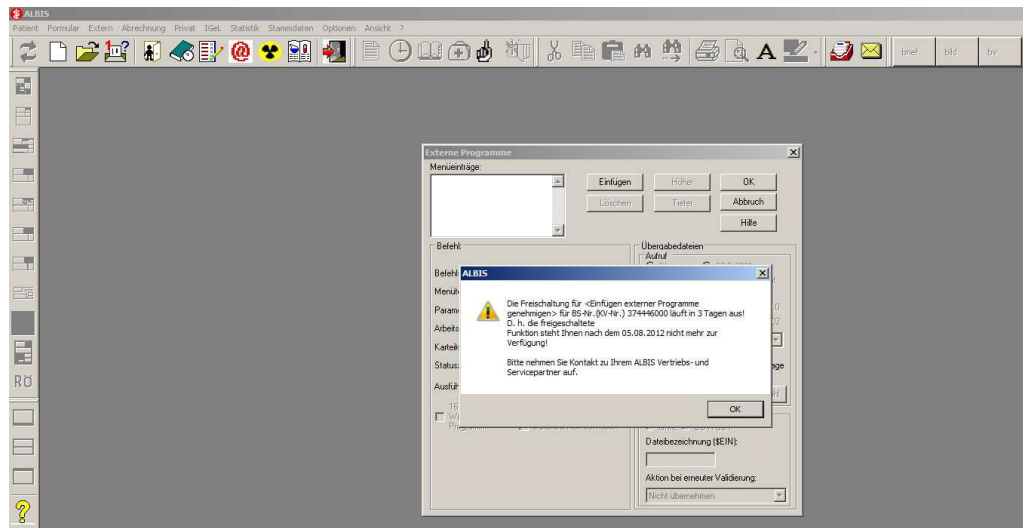 ALBIS
Patient Formular Extern Abrechnung Privat IGeL Statistik Stammdaten Optionen Ansicht ?
brief bild bv
Externe Programme
Menüeinträge:
Einfügen Höher OK
Löschen Tiefer Abbruch
Hilfe
Befehl: Übergabedateien
Aufruf
Befehl:
ALBIS
Die Freischaltung für <Einfügen externer Programme
genehmigen> für BS-Nr.(KV-Nr.) 374446000 läuft in 3 Tagen aus!
D. h. die freigeschaltete
Funktion steht Ihnen nach dem 05.08.2012 nicht mehr zur
Verfügung!
Bitte nehmen Sie Kontakt zu Ihrem ALBIS Vertriebs- und
Servicepartner auf.
OK
Status:
RÖ
Programm
Dateibezeichnung ($EIN):
Aktion bei erneuter Validierung:
Nicht übernehmen